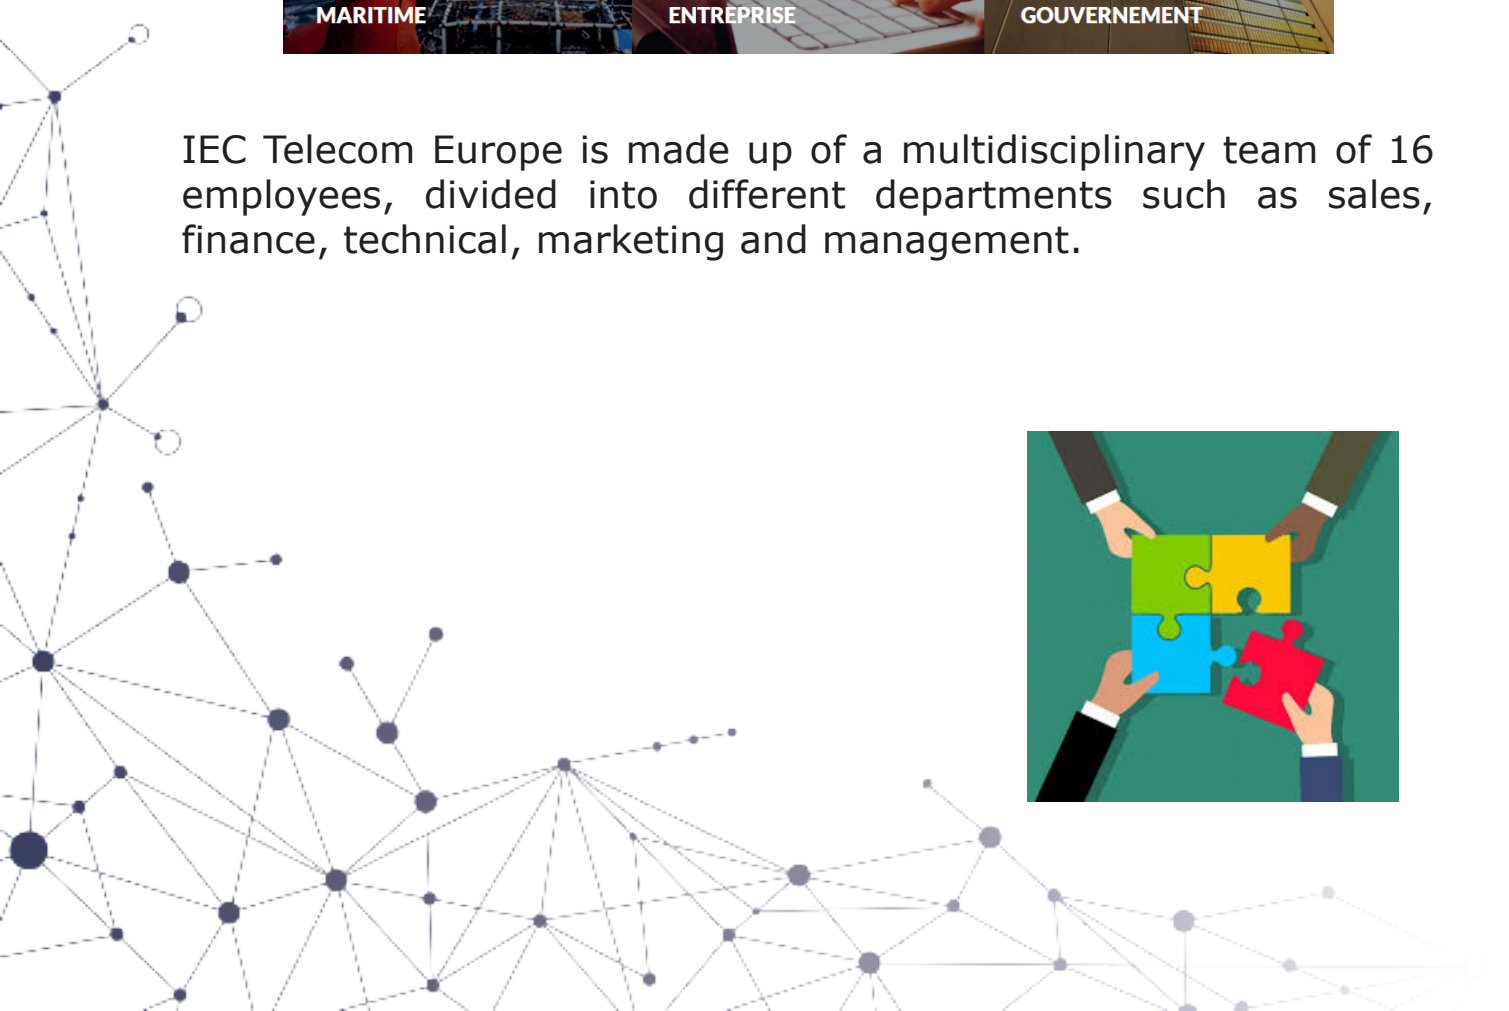 MARITIME
ENTREPRISE
GOUVERNEMENT
IEC Telecom Europe is made up of a multidisciplinary team of 16
employees, divided into different departments such as sales,
finance, technical, marketing and management.